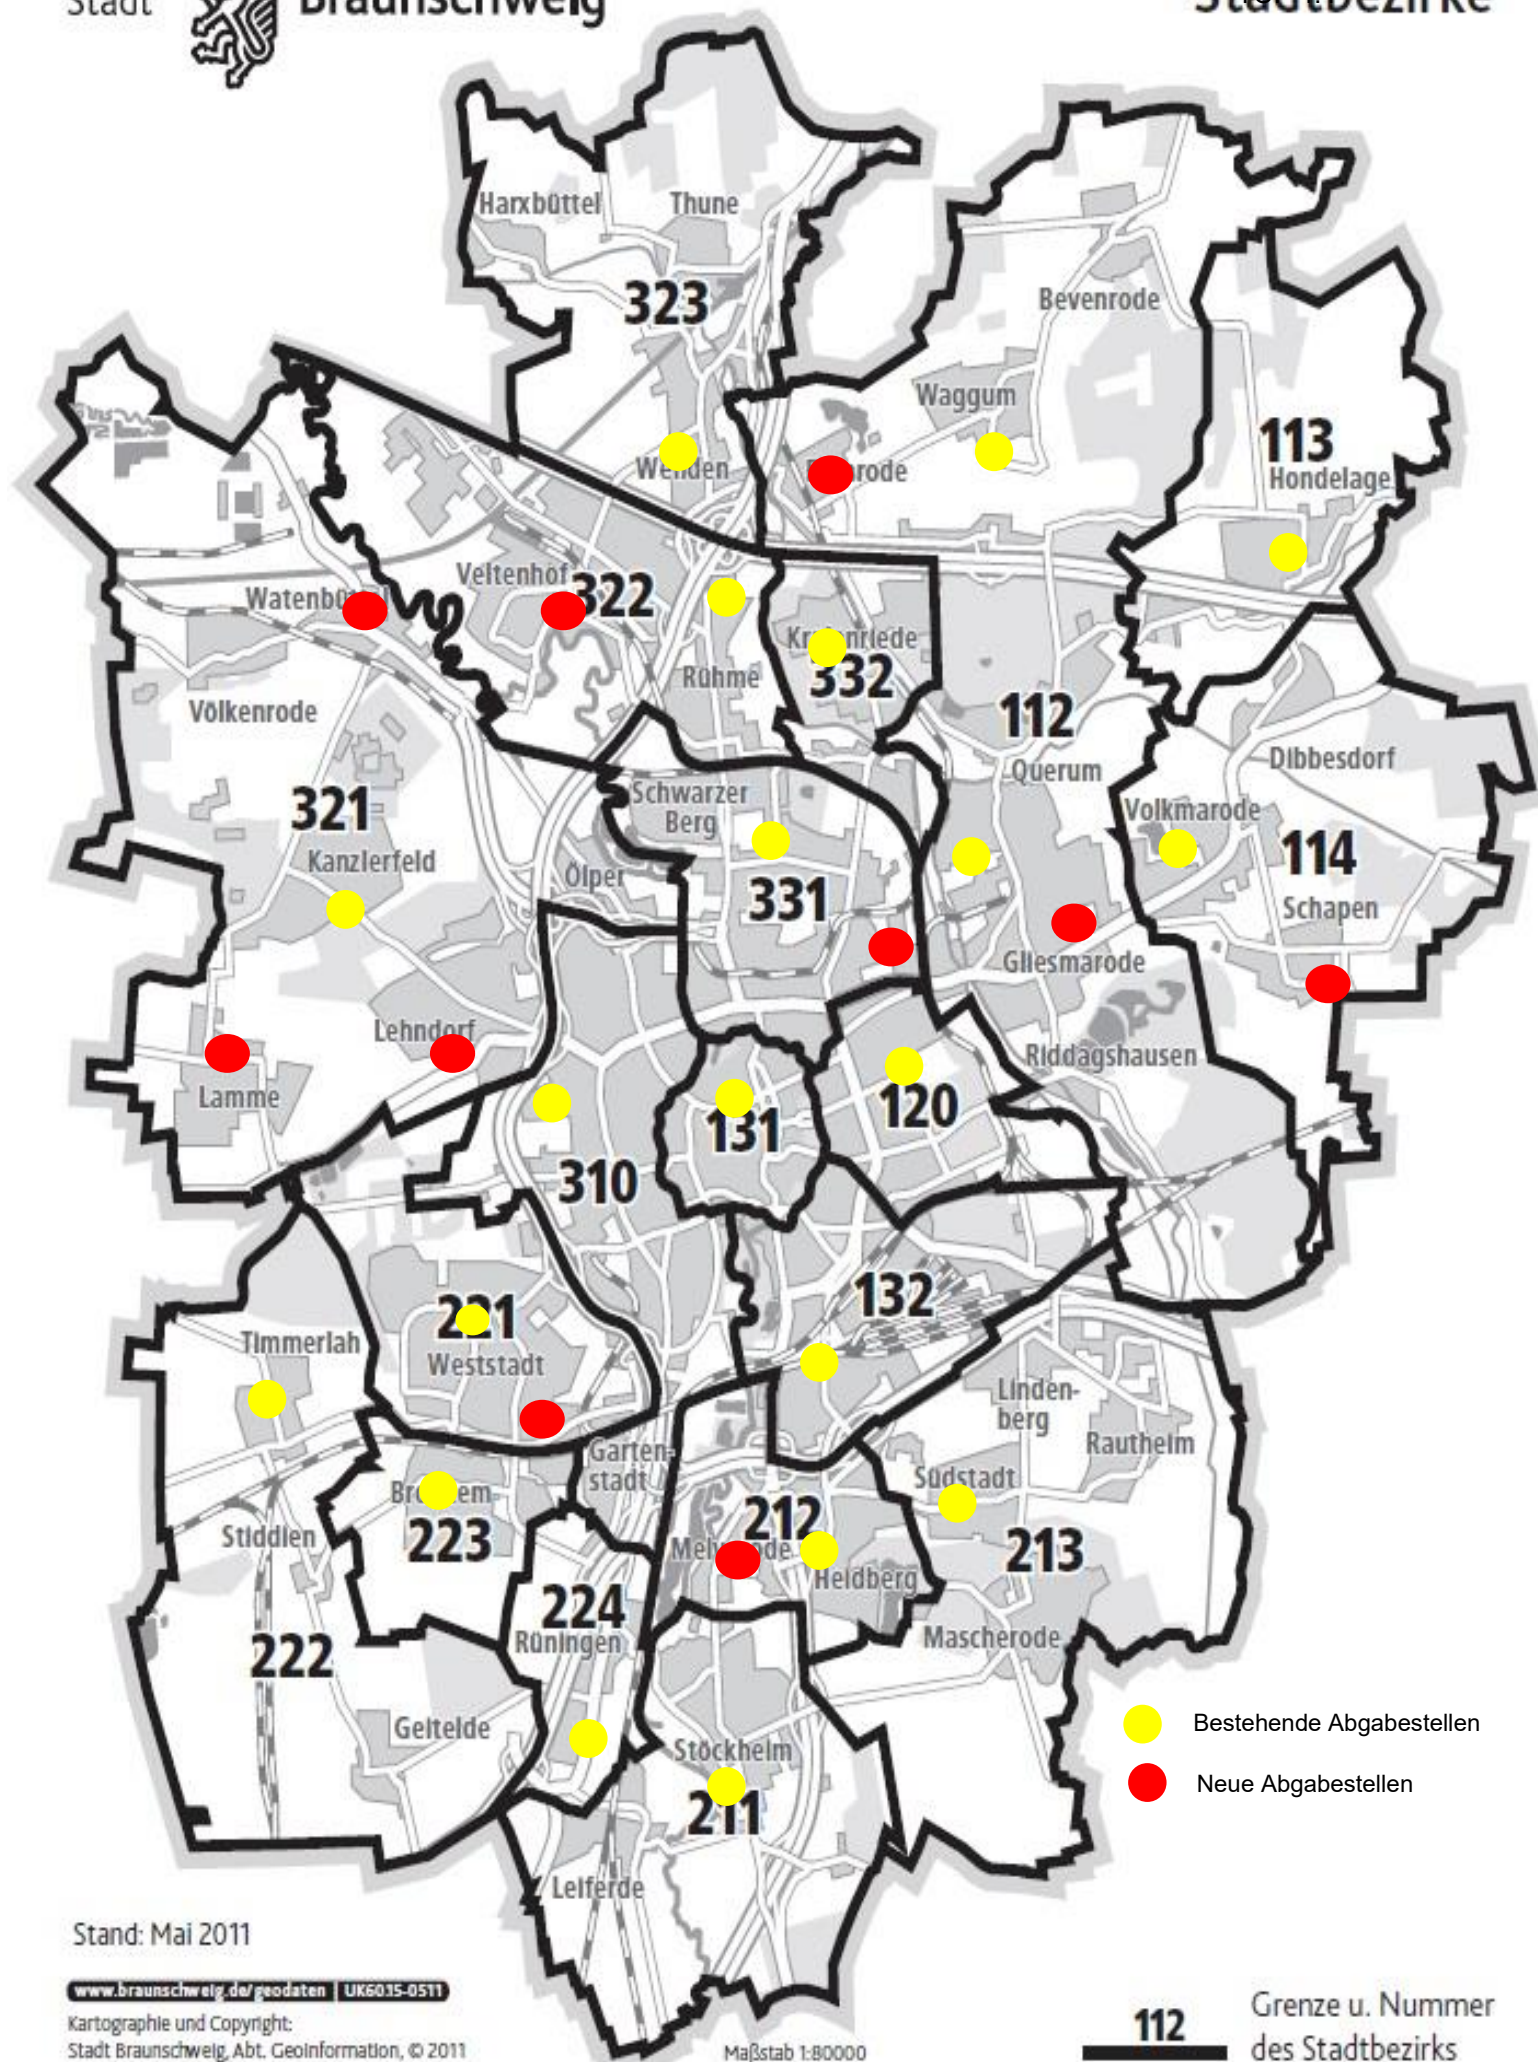 Stadt
Braunschweig
Stadtbezirke
Harxbüttel
Thune
323
Bevenrode
Waggum
113
Hondelage
Wenden
Veltenhof
322
Rühme
332
112
Querum
Völkenrode
Dibbesdorf
Schwarzer
Berg
Volkmarode
321
Kanzlerfeld
Ölper
331
114
Schapen
Gliesmarode
Lehndorf
Riddagshausen
Lamme
131
120
310
132
221
Weststadt
Timmerlah
Linden-
berg
Rautheim
Garten-
stadt
Südstadt
212
213
223
Stiddien
Heidberg
224
Rüningen
222
Mascherode
Geitelde
Stöckheim
211
Leiferde
Bestehende Abgabestellen
Neue Abgabestellen
Stand: Mai 2011
www.braunschweig.de/geodaten | UK6035-0511
Kartographie und Copyright:
Stadt Braunschweig, Abt. GeoInformation, © 2011
Maßstab 1:80000
112
Grenze u. Nummer
des Stadtbezirks